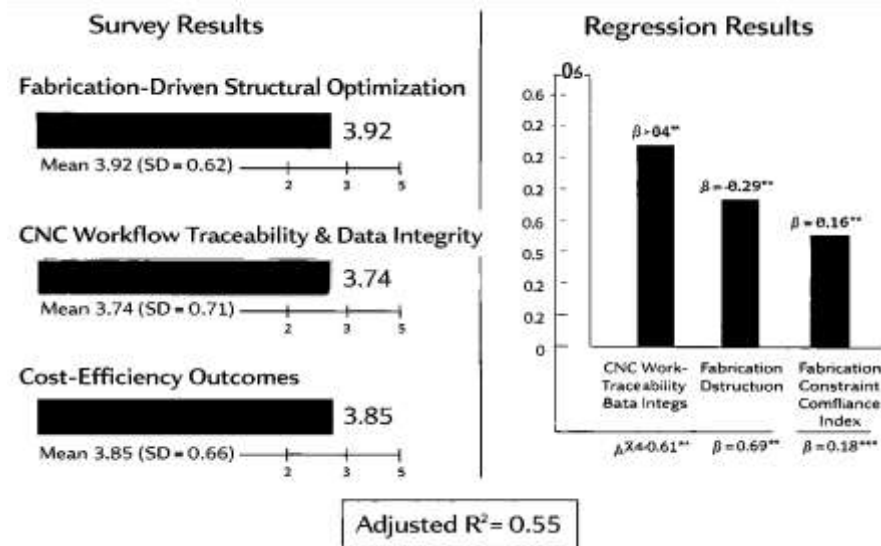 Survey Results
Fabrication-Driven Structural Optimization
3.92
Mean 3.92 (SD = 0.62)
2 3 5
CNC Workflow Traceability & Data Integrity
3.74
Mean 3.74 (SD = 0.71)
2 3 5
Cost-Efficiency Outcomes
3.85
Mean 3.85 (SD = 0.66)
2 3 5
Regression Results
0.6
0.2
0.2
0.2
0.6
0.5
0.2
0.2
0
β>04**
β=-0.29**
β=0.16**
CNC Work-
Traceability
Bata Integs
Fabrication
Dstructuon
Fabrication
Constraint
Comfliance
Index
β=0.69**
β=0.18***
Adjusted R²= 0.55